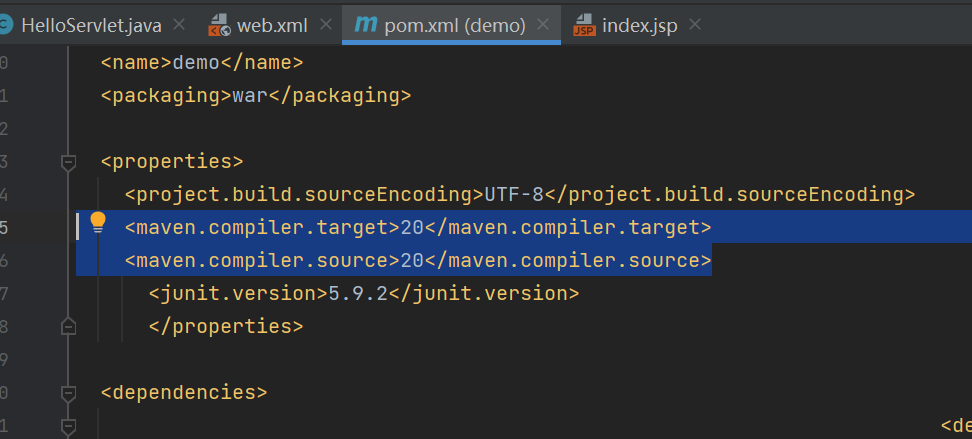 HelloServlet.java web.xml pom.xml (demo) index.jsp
0 <name>demo</name>
1 <packaging>war</packaging>
2
3 <properties>
4 <project.build.sourceEncoding>UTF-8</project.build.sourceEncoding>
5 <maven.compiler.target>20</maven.compiler.target>
6 <maven.compiler.source>20</maven.compiler.source>
7 <junit.version>5.9.2</junit.version>
8 </properties>
9
0 <dependencies>
1 <de